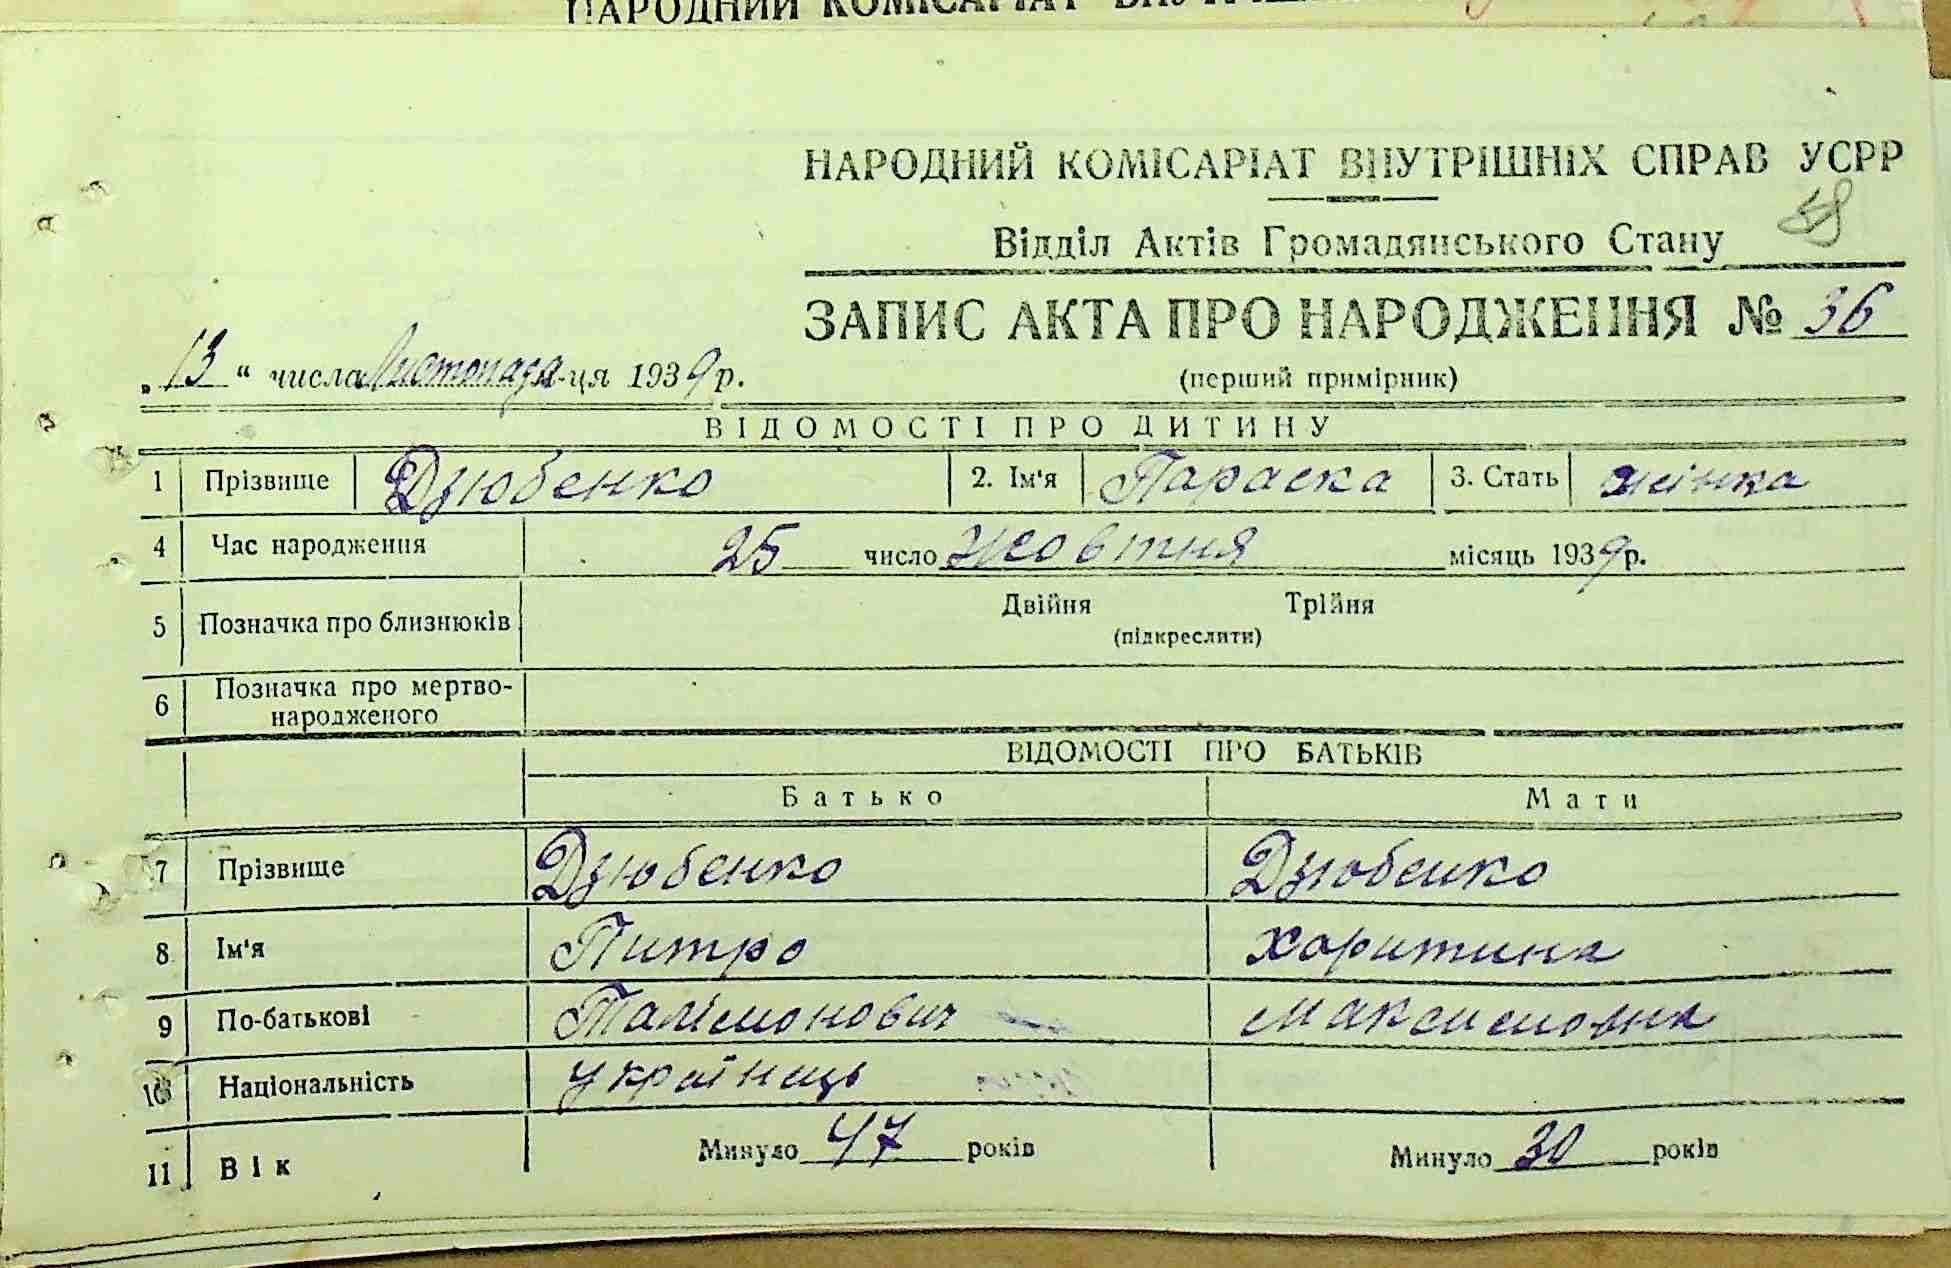 НАРОДНИЙ КОМІСАРІАТ
НАРОДНИЙ КОМІСАРІАТ ВНУТРІШНІХ СПРАВ УСРР
58
Відділ Актів Громадянського Стану
ЗАПИС АКТА ПРО НАРОДЖЕННЯ № 36
„13“ числа Листопада м-ця 1939 р.
(перший примірник)
ВІДОМОСТІ ПРО ДИТИНУ
1 Прізвище Дзюбенко 2. Ім'я Параска 3. Стать жінка
4 Час народження 25 число жовтня місяць 1939 р.
5 Позначка про близнюків Двійня Трійня
(підкреслити)
6 Позначка про мертво-
народженого
ВІДОМОСТІ ПРО БАТЬКІВ
Батько Мати
7 Прізвище Дзюбенко Дзюбенко
8 Ім'я Питро Харитина
9 По-батькові Талімонович Максимовна
10 Національність українець
11 Вік Минуло 47 років Минуло 30 років